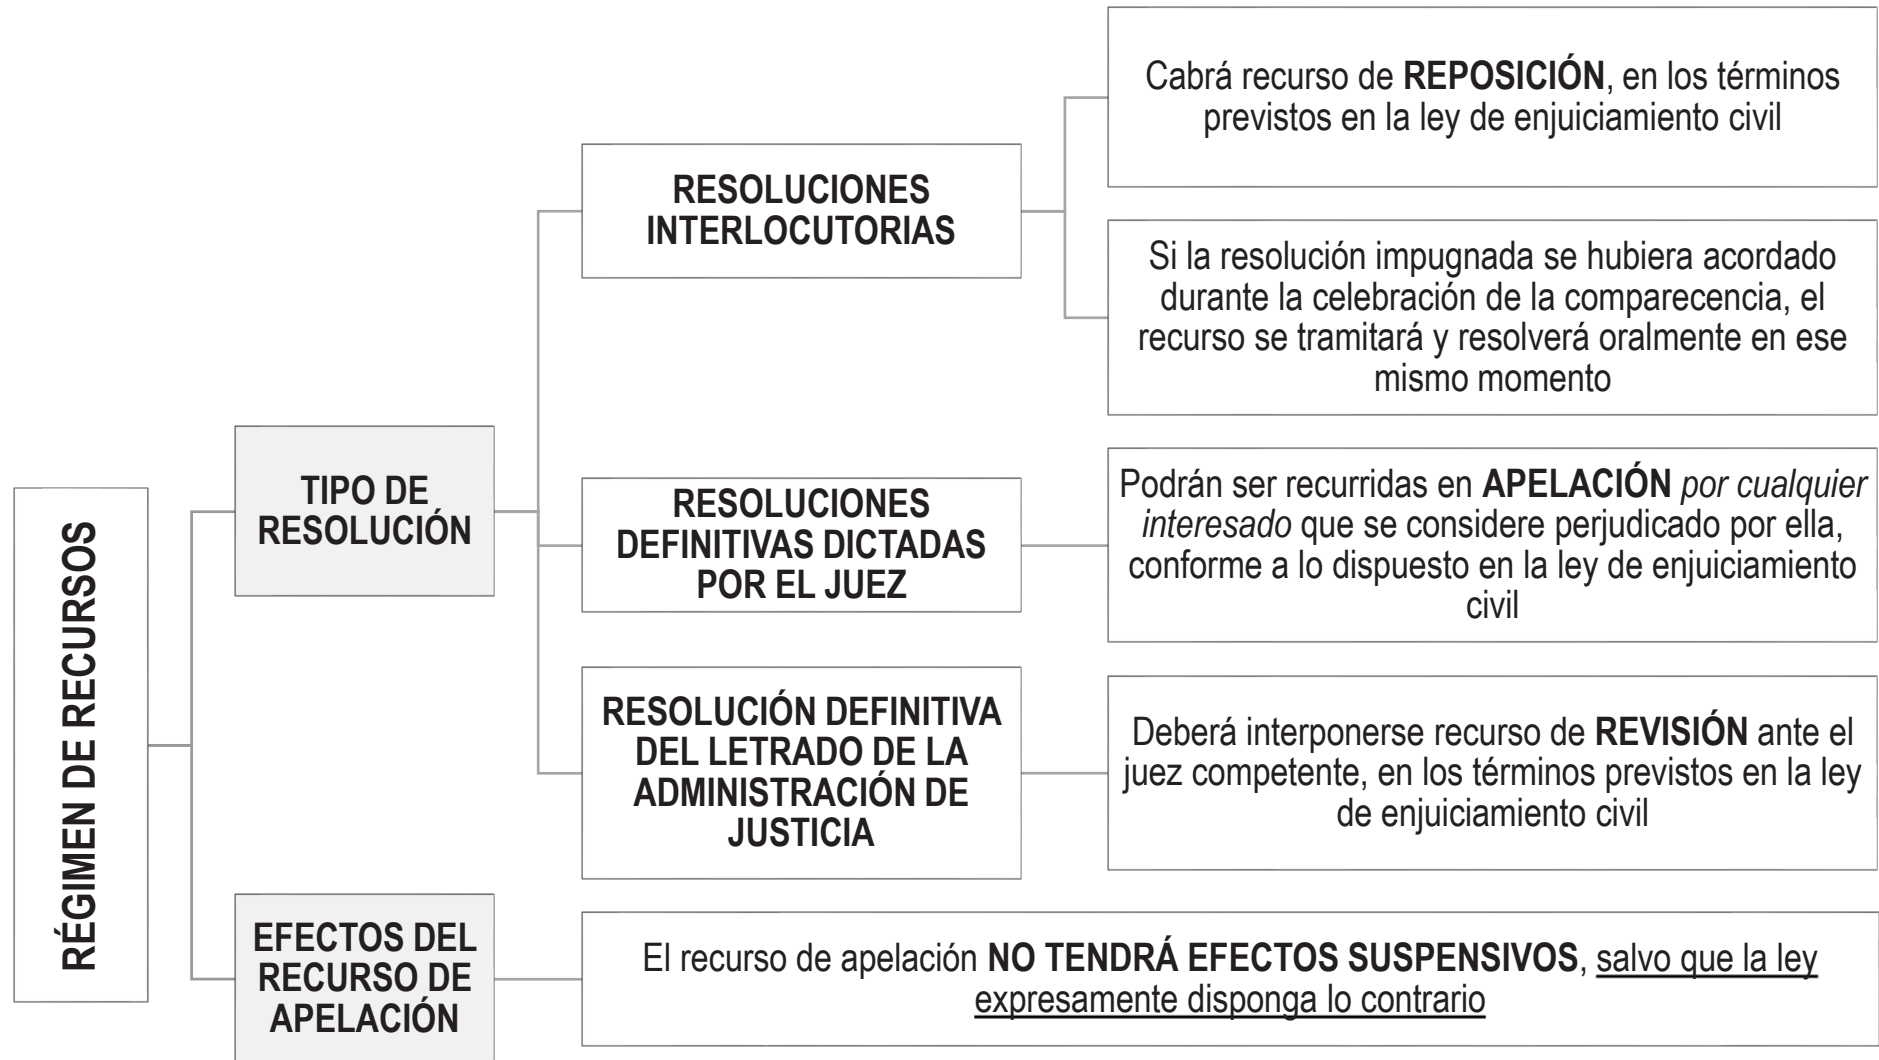 RÉGIMEN DE RECURSOS
TIPO DE
RESOLUCIÓN
RESOLUCIONES
INTERLOCUTORIAS
Cabrá recurso de REPOSICIÓN, en los términos
previstos en la ley de enjuiciamiento civil
Si la resolución impugnada se hubiera acordado
durante la celebración de la comparecencia, el
recurso se tramitará y resolverá oralmente en ese
mismo momento
RESOLUCIONES
DEFINITIVAS DICTADAS
POR EL JUEZ
Podrán ser recurridas en APELACIÓN por cualquier
interesado que se considere perjudicado por ella,
conforme a lo dispuesto en la ley de enjuiciamiento
civil
RESOLUCIÓN DEFINITIVA
DEL LETRADO DE LA
ADMINISTRACIÓN DE
JUSTICIA
Deberá interponerse recurso de REVISIÓN ante el
juez competente, en los términos previstos en la ley
de enjuiciamiento civil
EFECTOS DEL
RECURSO DE
APELACIÓN
El recurso de apelación NO TENDRÁ EFECTOS SUSPENSIVOS, salvo que la ley
expresamente disponga lo contrario